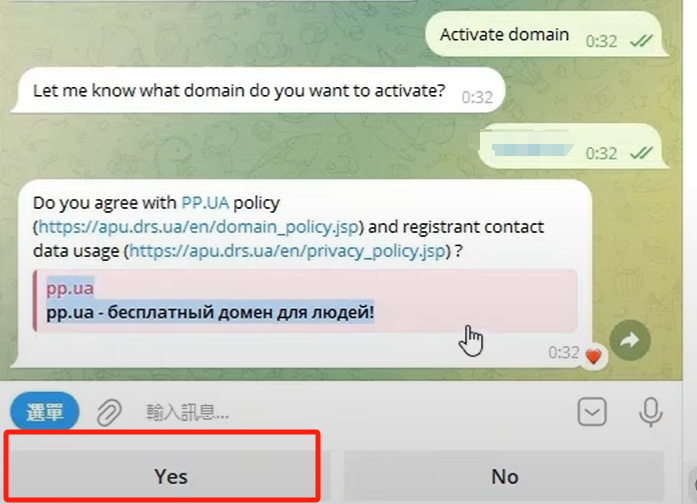 Activate domain 0:32
Let me know what domain do you want to activate? 0:32
0:32
Do you agree with PP.UA policy
(https://apu.drs.ua/en/domain_policy.jsp) and registrant contact
data usage (https://apu.drs.ua/en/privacy_policy.jsp) ?
pp.ua
pp.ua - бесплатный домен для людей!
0:32
選單 輸入訊息...
Yes No